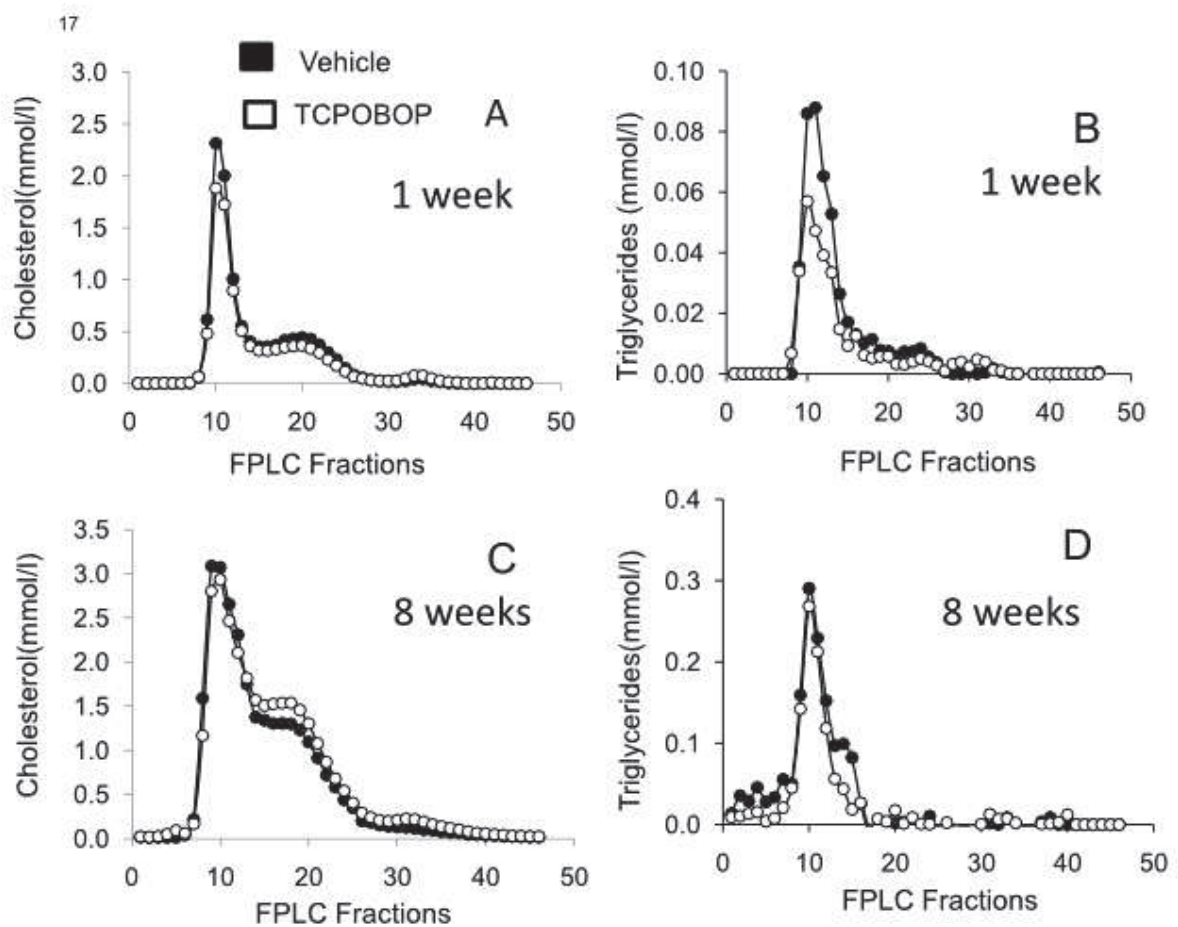 17
Vehicle
TCPOBOP
A
1 week
Cholesterol(mmol/l)
3.0
2.5
2.0
1.5
1.0
0.5
0.0
0 10 20 30 40 50
FPLC Fractions
B
1 week
Triglycerides (mmol/l)
0.10
0.08
0.06
0.04
0.02
0.00
0 10 20 30 40 50
FPLC Fractions
C
8 weeks
Cholesterol(mmol/l)
3.5
3.0
2.5
2.0
1.5
1.0
0.5
0.0
0 10 20 30 40 50
FPLC Fractions
D
8 weeks
Triglycerides(mmol/l)
0.4
0.3
0.2
0.1
0.0
0 10 20 30 40 50
FPLC Fractions